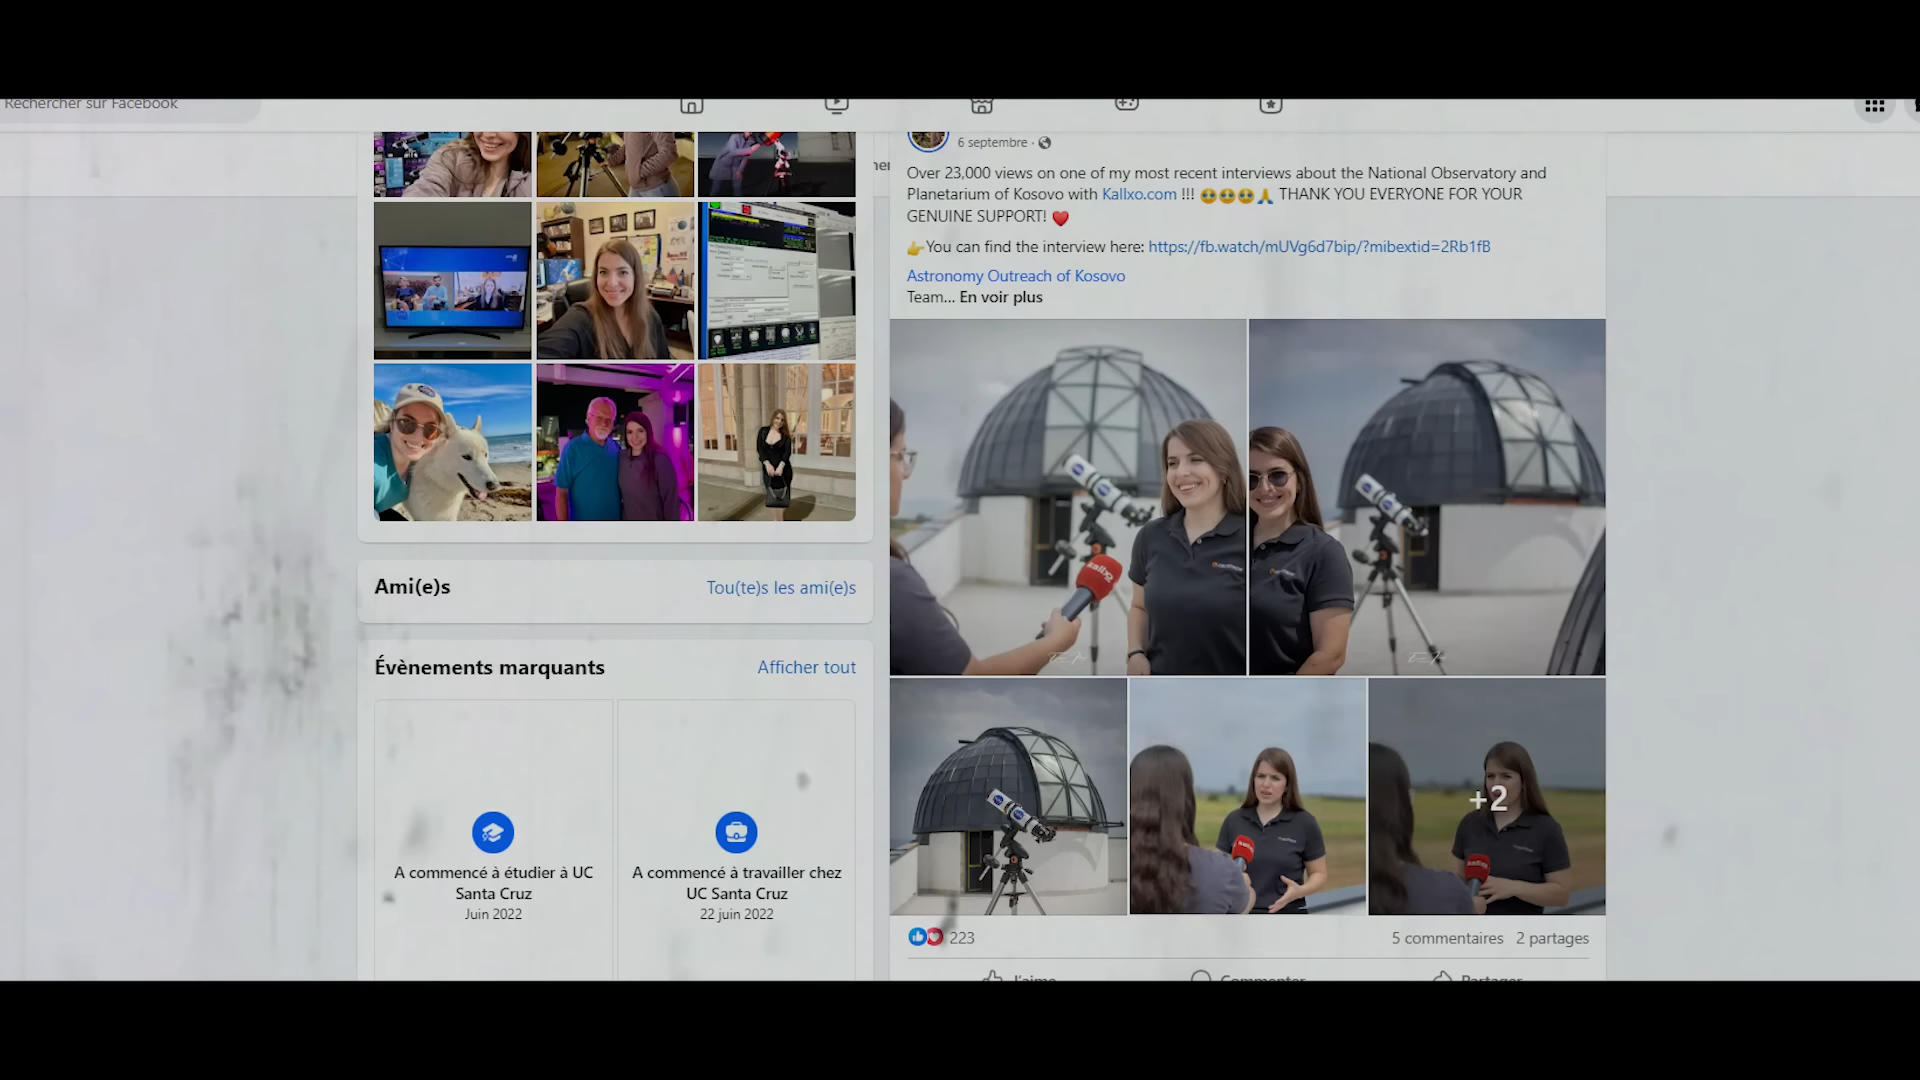 Rechercher sur Facebook
6 septembre ·
Over 23,000 views on one of my most recent interviews about the National Observatory and
Planetarium of Kosovo with Kallxo.com !!! 🥹🥹🥹🙏 THANK YOU EVERYONE FOR YOUR
GENUINE SUPPORT! ❤️
👉You can find the interview here: https://fb.watch/mUVg6d7bip/?mibextid=2Rb1fB
Astronomy Outreach of Kosovo
Team... En voir plus
Ami(e)s
Tou(te)s les ami(e)s
Évènements marquants
Afficher tout
A commencé à étudier à UC
Santa Cruz
Juin 2022
A commencé à travailler chez
UC Santa Cruz
22 juin 2022
kallxo
+2
223
5 commentaires 2 partages
J'aime
Commenter
Partager